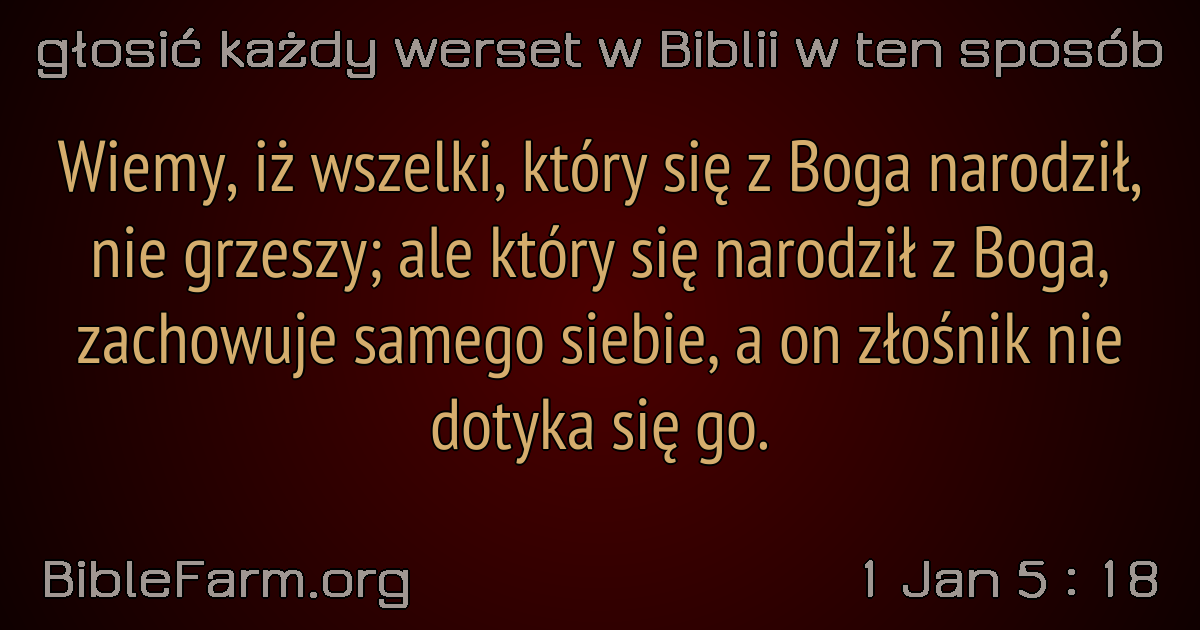 głosić każdy werset w Biblii w ten sposób
Wiemy, iż wszelki, który się z Boga narodził,
nie grzeszy; ale który się narodził z Boga,
zachowuje samego siebie, a on złośnik nie
dotyka się go.
BibleFarm.org
1 Jan 5 : 18